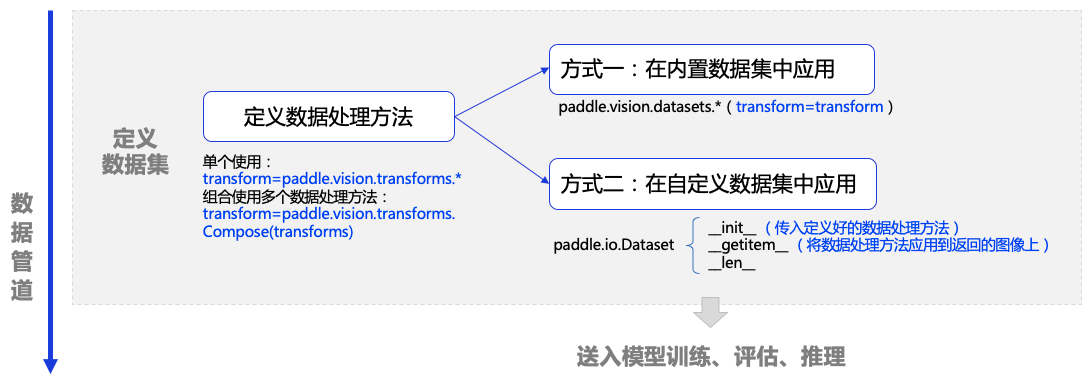 数据管道
定义
数据集
定义数据处理方法
单个使用：
transform=paddle.vision.transforms.*
组合使用多个数据处理方法：
transform=paddle.vision.transforms.
Compose(transforms)
方式一：在内置数据集中应用
paddle.vision.datasets.*（transform=transform）
方式二：在自定义数据集中应用
paddle.io.Dataset
__init__（传入定义好的数据处理方法）
__getitem__（将数据处理方法应用到返回的图像上）
__len__
送入模型训练、评估、推理